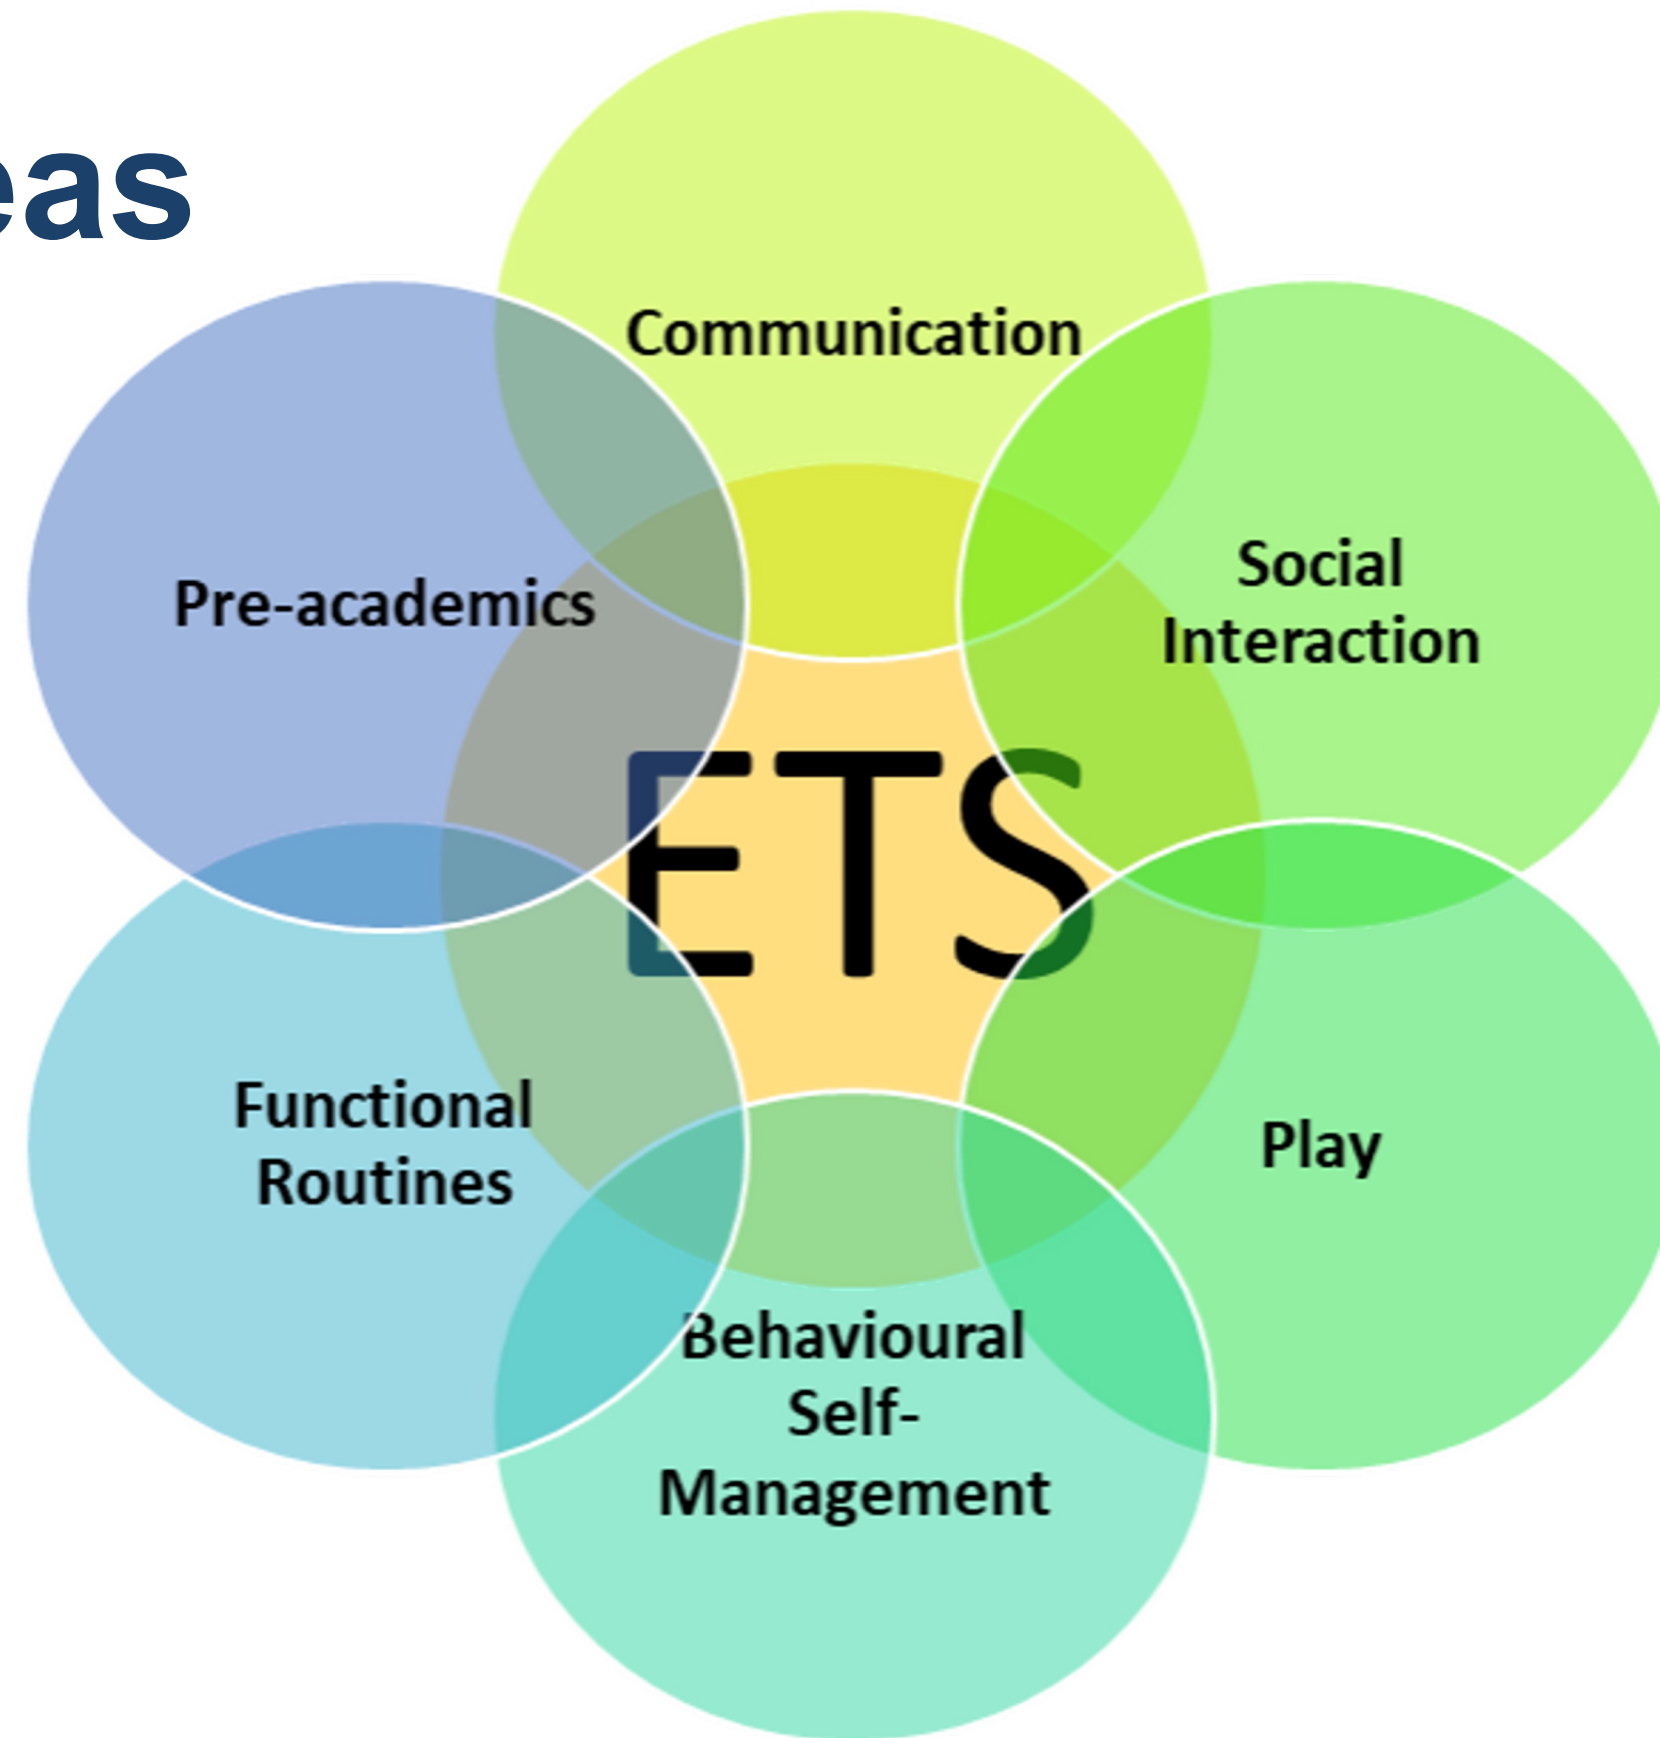 eas
Communication
Social
Interaction
Pre-academics
ETS
Functional
Routines
Play
Behavioural
Self-
Management